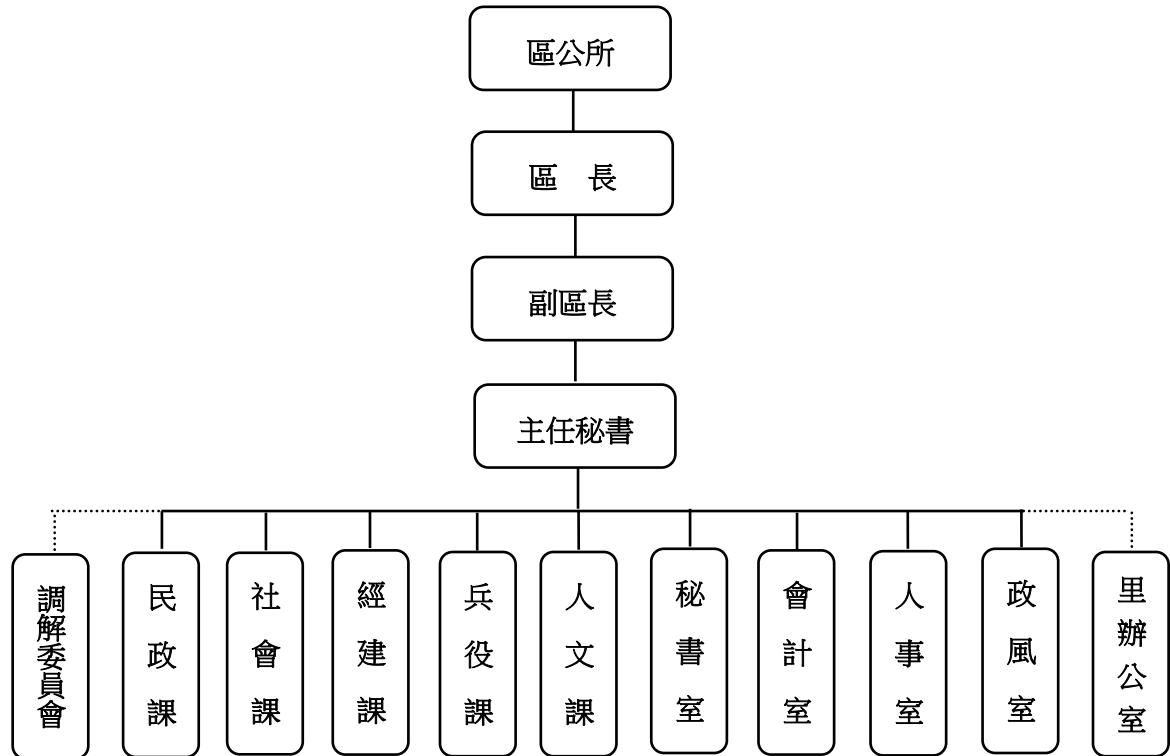 區公所
區　長
副區長
主任秘書
調解委員會
民政課
社會課
經建課
兵役課
人文課
秘書室
會計室
人事室
政風室
里辦公室